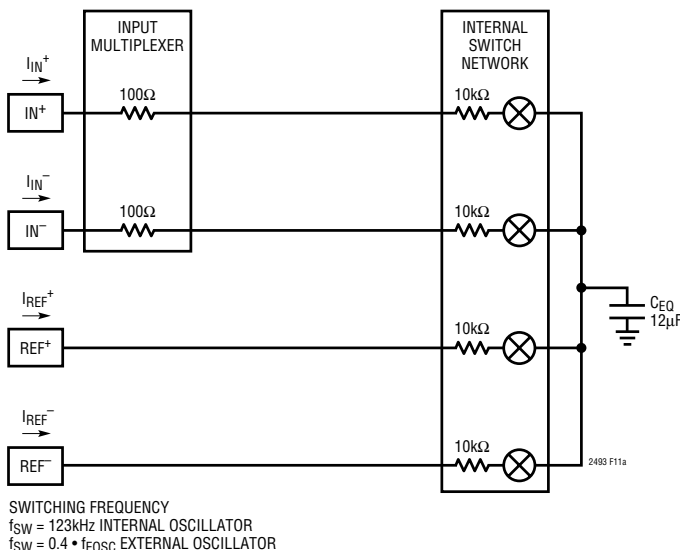 INPUT
MULTIPLEXER
INTERNAL
SWITCH
NETWORK
IIN+
IN+
100Ω
10kΩ
IIN–
IN–
100Ω
10kΩ
IREF+
REF+
10kΩ
CEQ
12µF
IREF–
REF–
10kΩ
2493 F11a
SWITCHING FREQUENCY
fSW = 123kHz INTERNAL OSCILLATOR
fSW = 0.4 • fEOSC EXTERNAL OSCILLATOR